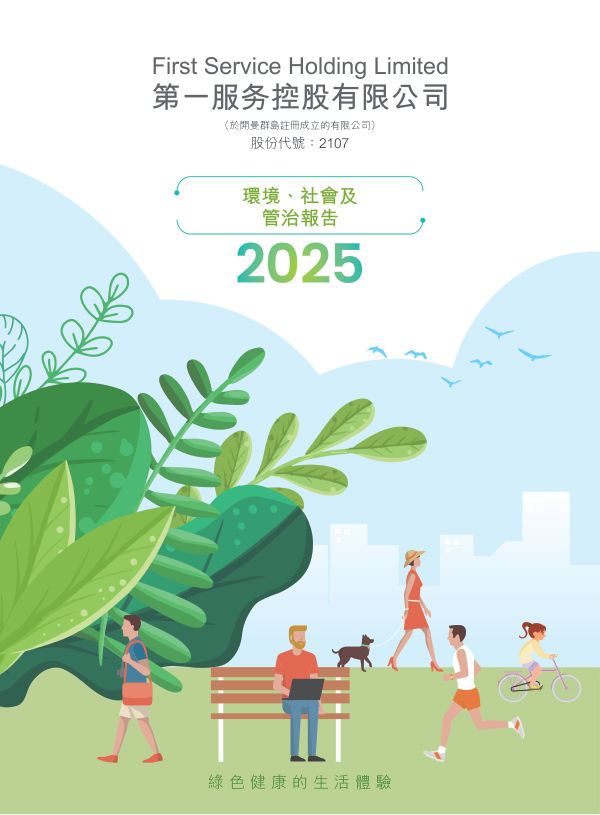 First Service Holding Limited
第一服务控股有限公司
（於開曼群島註冊成立的有限公司）
股份代號：2107
環境、社會及
管治報告
2025
綠色健康的生活體驗